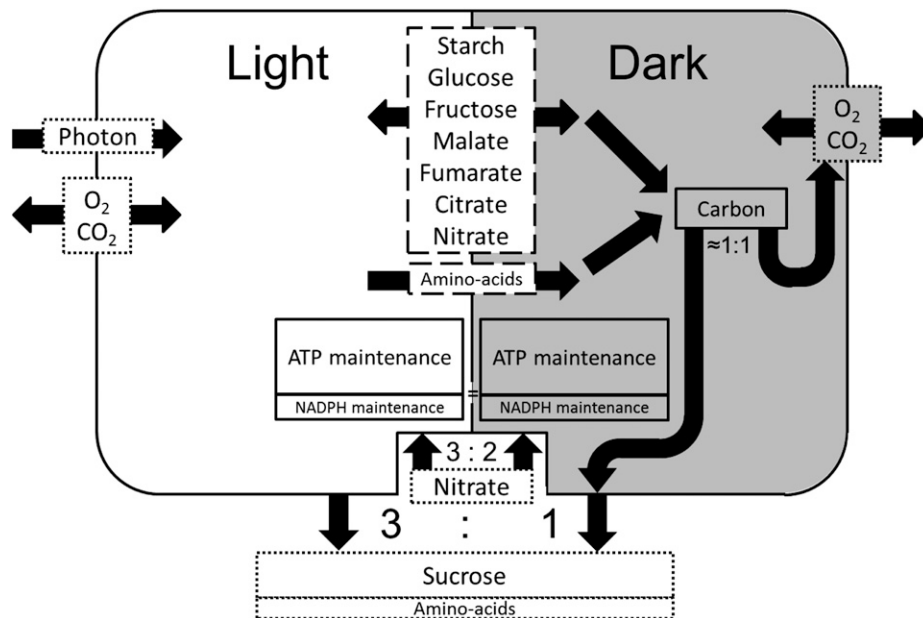 Light
Dark
Starch
Glucose
Fructose
Malate
Fumarate
Citrate
Nitrate
Photon
O₂
CO₂
O₂
CO₂
Carbon
≈1:1
Amino-acids
ATP maintenance
NADPH maintenance
=
ATP maintenance
NADPH maintenance
3 : 2
Nitrate
3 : 1
Sucrose
Amino-acids